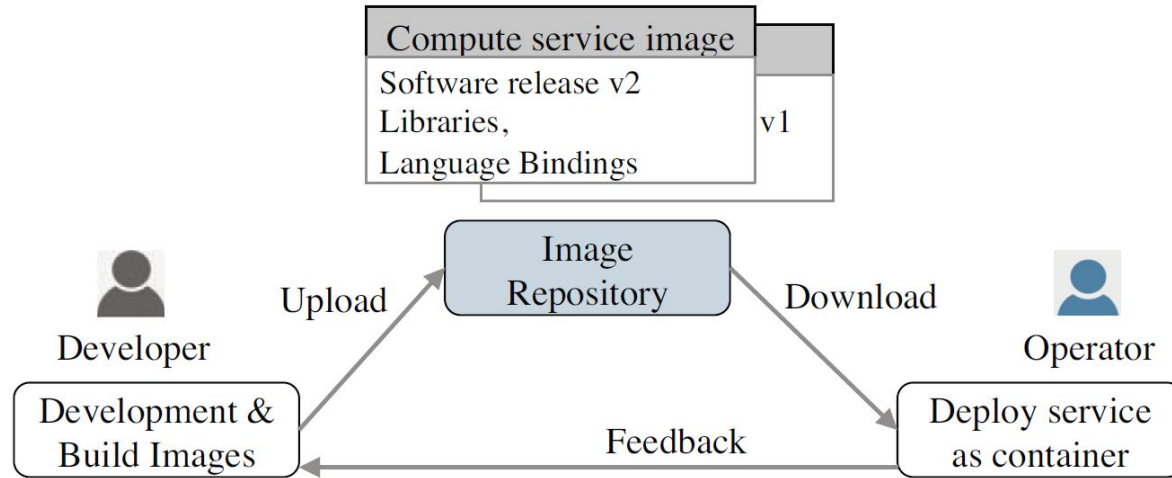 Compute service image
Software release v2
Libraries,
v1
Language Bindings
Image
Repository
Upload
Download
Developer
Operator
Development &
Build Images
Deploy service
as container
Feedback